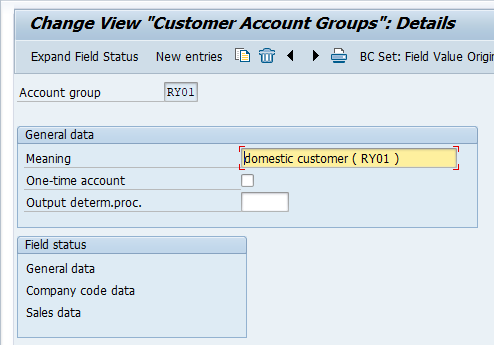 Change View "Customer Account Groups": Details
Expand Field Status New entries BC Set: Field Value Origi
Account group RY01
General data
Meaning domestic customer ( RY01 )
One-time account
Output determ.proc.
Field status
General data
Company code data
Sales data